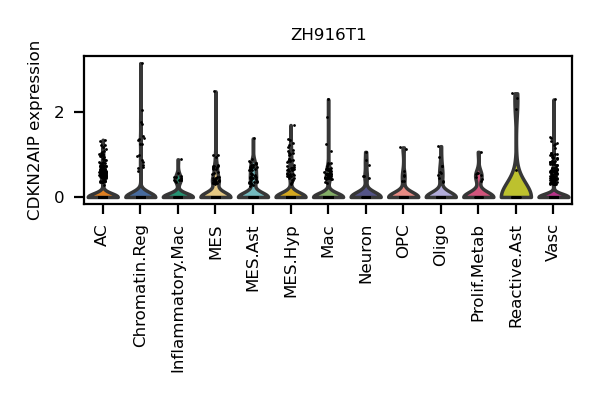 ZH916T1
CDKN2AIP expression
2
0
AC
Chromatin.Reg
Inflammatory.Mac
MES
MES.Ast
MES.Hyp
Mac
Neuron
OPC
Oligo
Prolif.Metab
Reactive.Ast
Vasc